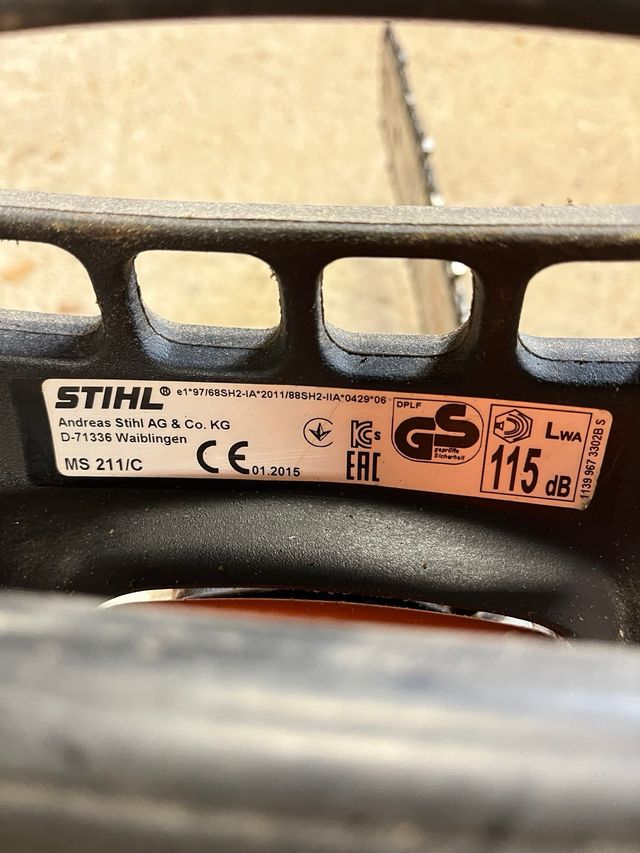 STIHL® e1*97/68SH2-IA*2011/88SH2-IIA*0429*06
Andreas Stihl AG & Co. KG
D-71336 Waiblingen
MS 211/C
CE 01.2015
EAC
DPLF
GS
geprüfte
Sicherheit
LWA
115 dB
1139 967 3302B S